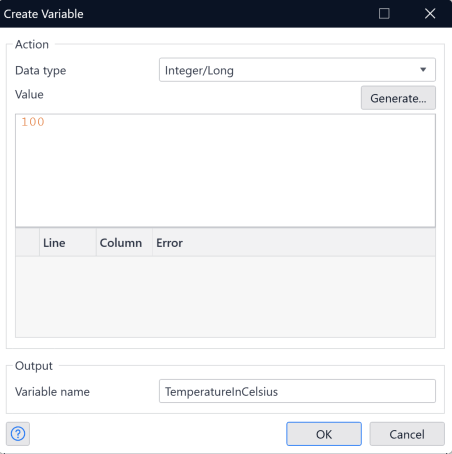 Create Variable
Action
Data type
Integer/Long
Value
Generate...
100
Line Column Error
Output
Variable name
TemperatureInCelsius
?
OK
Cancel